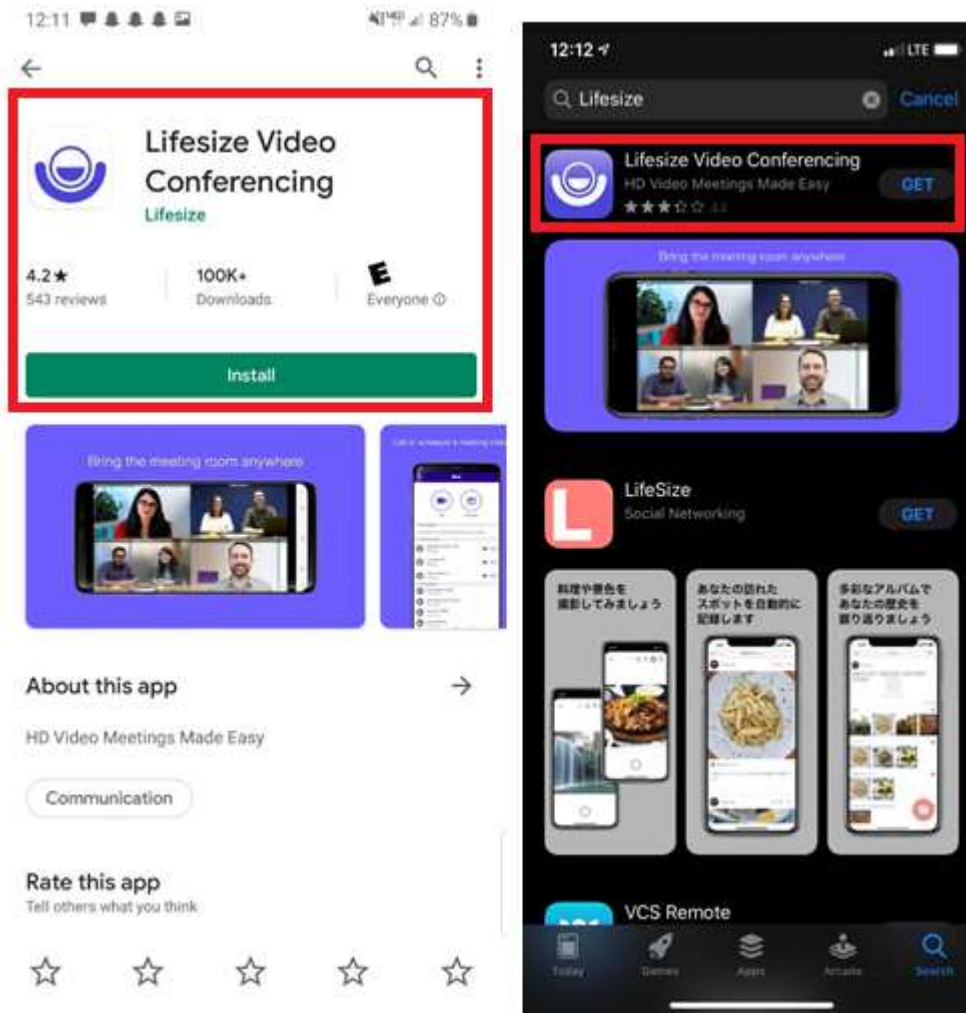 12:11
87%
Lifesize Video
Conferencing
Lifesize
4.2★
543 reviews
100K+
Downloads
E
Everyone
Install
Bring the meeting room anywhere
About this app
HD Video Meetings Made Easy
Communication
Rate this app
Tell others what you think
12:12
LTE
Lifesize
Cancel
Lifesize Video Conferencing
HD Video Meetings Made Easy
GET
44
Bring the meeting room anywhere
LifeSize
Social Networking
GET
料理や景色を
撮影してみましょう
あなたの訪れた
スポットを自動的に
記録します
多彩なアルバムで
あなたの歴史を
振り返りましょう
VCS Remote
Today
Games
Apps
Arcade
Search